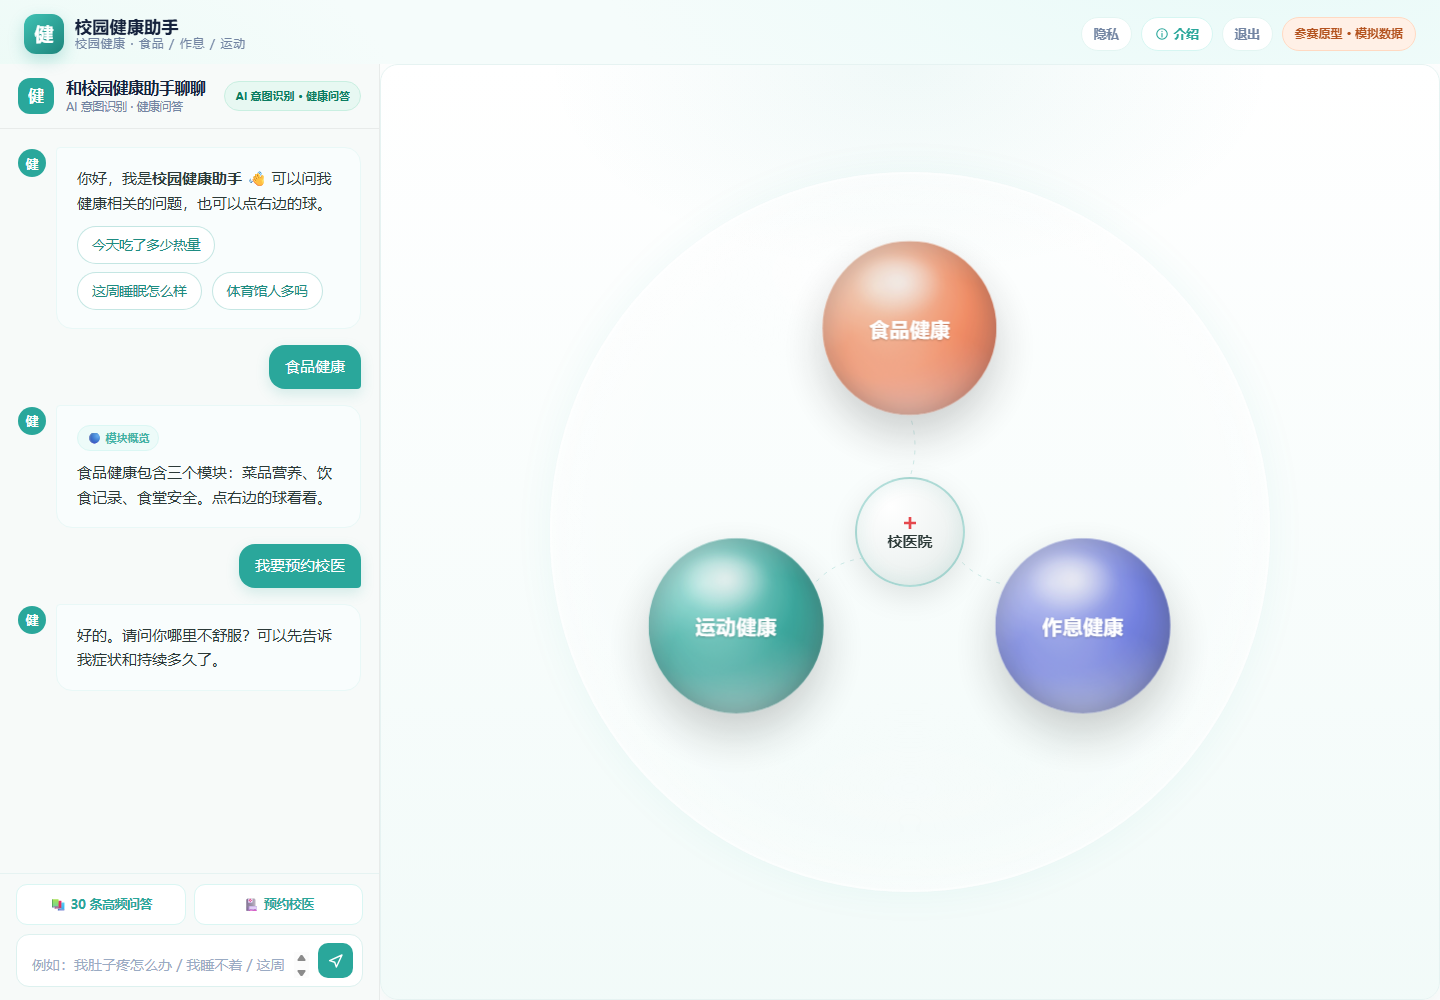 健
校园健康助手
校园健康 · 食品 / 作息 / 运动
隐私
介绍
退出
参赛原型 • 模拟数据
健
和校园健康助手聊聊
AI 意图识别 · 健康问答
AI 意图识别 • 健康问答
健
你好，我是校园健康助手 👋 可以问我
健康相关的问题，也可以点右边的球。
今天吃了多少热量
这周睡眠怎么样
体育馆人多吗
食品健康
健
模块概览
食品健康包含三个模块：菜品营养、饮
食记录、食堂安全。点右边的球看看。
我要预约校医
健
好的。请问你哪里不舒服？可以先告诉
我症状和持续多久了。
30 条高频问答
预约校医
例如：我肚子疼怎么办 / 我睡不着 / 这周
食品健康
校医院
运动健康
作息健康